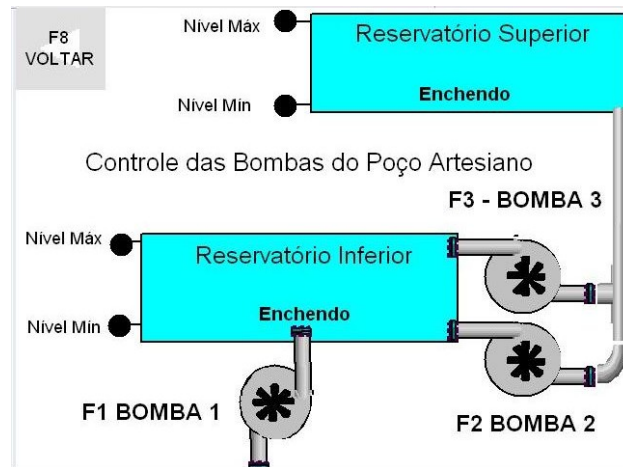 F8
VOLTAR
Nível Máx
Reservatório Superior
Nível Mín
Enchendo
Controle das Bombas do Poço Artesiano
F3 - BOMBA 3
Nível Máx
Reservatório Inferior
Nível Mín
Enchendo
F1 BOMBA 1
F2 BOMBA 2